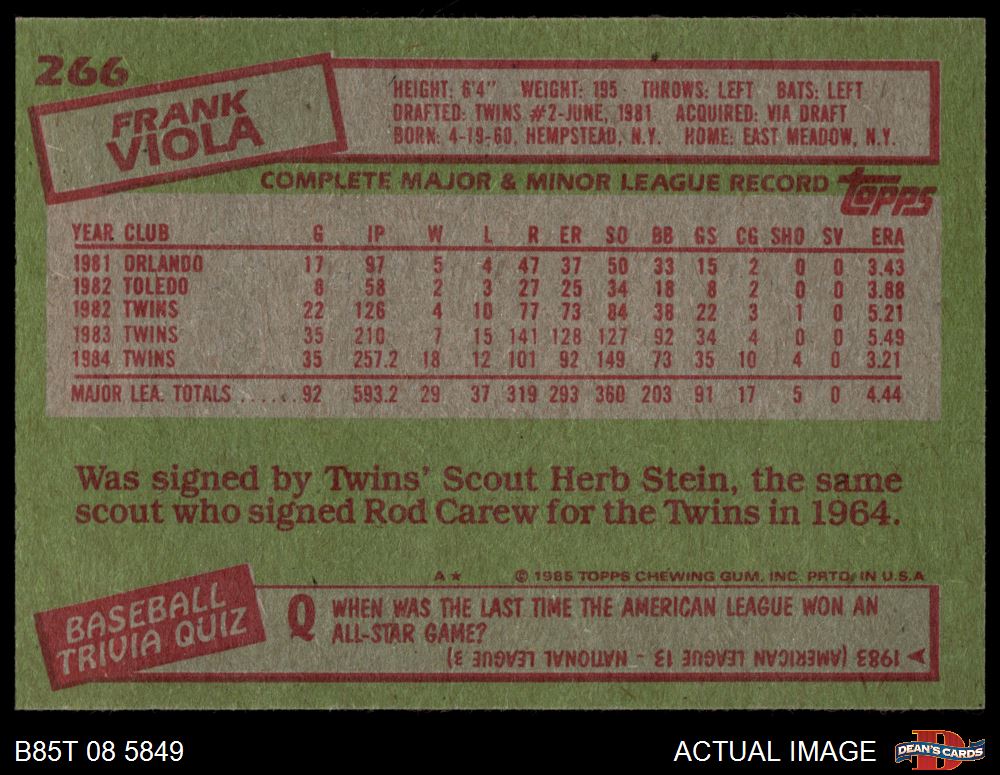 266
FRANK
VIOLA
HEIGHT: 6'4" WEIGHT: 195 THROWS: LEFT BATS: LEFT
DRAFTED: TWINS #2-JUNE, 1981 ACQUIRED: VIA DRAFT
BORN: 4-19-60, HEMPSTEAD, N.Y. HOME: EAST MEADOW, N.Y.
COMPLETE MAJOR & MINOR LEAGUE RECORD topps
YEAR CLUB G IP W L R ER SO BB GS CG SHO SV ERA
1981 ORLANDO 17 97 5 4 47 37 50 33 15 2 0 0 3.43
1982 TOLEDO 8 58 2 3 27 25 34 18 8 2 0 0 3.88
1982 TWINS 22 126 4 10 77 73 84 38 22 3 1 0 5.21
1983 TWINS 35 210 7 15 141 128 127 92 34 4 0 0 5.49
1984 TWINS 35 257.2 18 12 101 92 149 73 35 10 4 0 3.21
MAJOR LEA. TOTALS ...... 92 593.2 29 37 319 293 360 203 91 17 5 0 4.44
Was signed by Twins' Scout Herb Stein, the same
scout who signed Rod Carew for the Twins in 1964.
A★ © 1985 TOPPS CHEWING GUM, INC. PRTD. IN U.S.A
BASEBALL
TRIVIA QUIZ
Q WHEN WAS THE LAST TIME THE AMERICAN LEAGUE WON AN
ALL-STAR GAME?
1983 (AMERICAN LEAGUE 13 - NATIONAL LEAGUE 3)
B85T 08 5849
ACTUAL IMAGE
D
DEAN'S CARDS